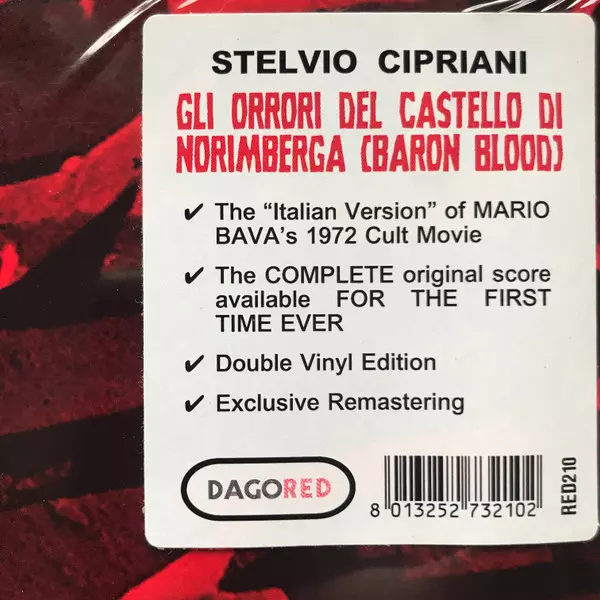 STELVIO CIPRIANI
GLI ORRORI DEL CASTELLO DI
NORIMBERGA (BARON BLOOD)
✔ The “Italian Version” of MARIO
BAVA’s 1972 Cult Movie
✔ The COMPLETE original score
available FOR THE FIRST
TIME EVER
✔ Double Vinyl Edition
✔ Exclusive Remastering
DAGORED
8 013252 732102
RED210